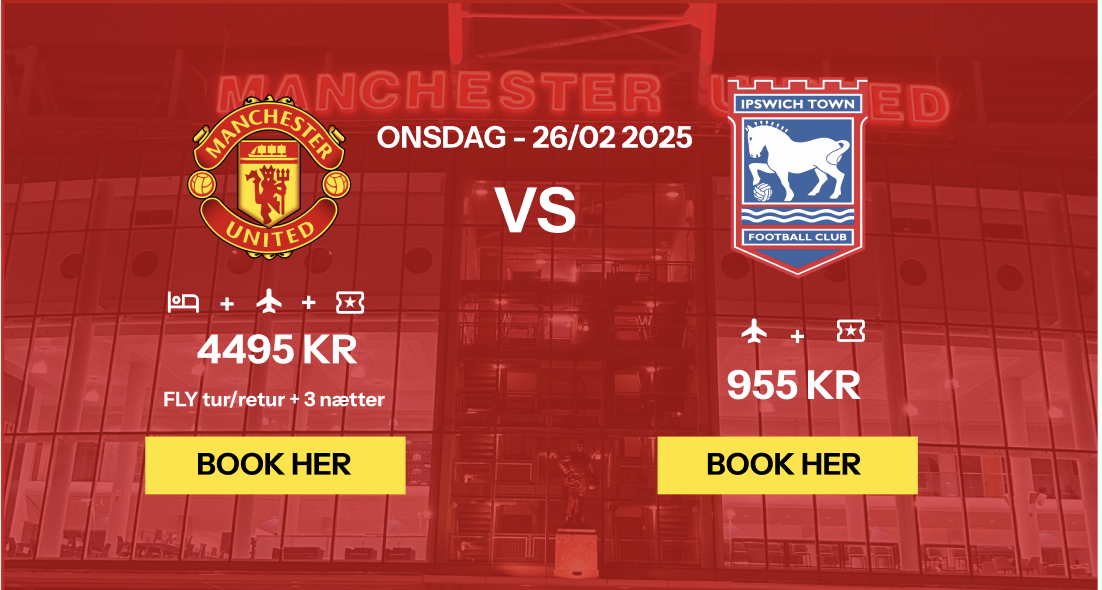 MANCHESTER UNITED
ONSDAG - 26/02 2025
MANCHESTER
UNITED
VS
IPSWICH TOWN
FOOTBALL CLUB
+ +
4495 KR
FLY tur/retur + 3 nætter
BOOK HER
+
955 KR
BOOK HER